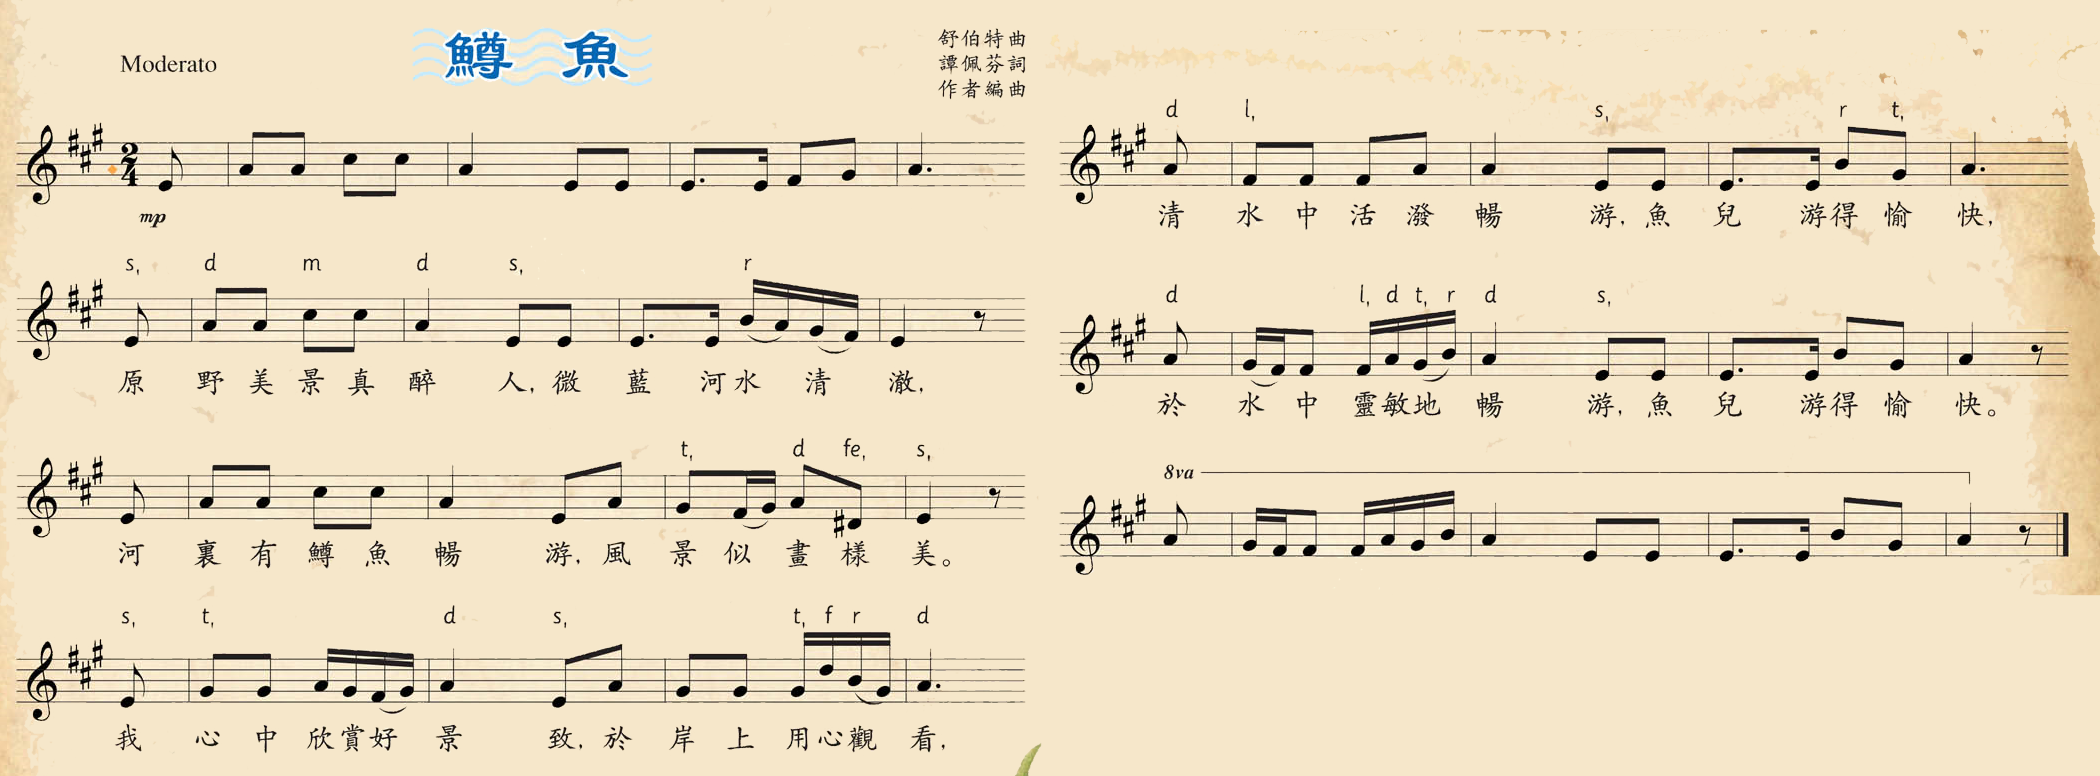 Moderato
鱒 魚
舒伯特曲
譚佩芬詞
作者編曲
2
4
mp
s, d m d s, r
原 野 美 景 真 醉 人, 微 藍 河 水 清 澈,
t, d fe, s,
河 裏 有 鱒 魚 暢 游, 風 景 似 畫 樣 美。
s, t, d s, t, f r d
我 心 中 欣 賞 好 景 致, 於 岸 上 用 心 觀 看,
d l, s, r t,
清 水 中 活 潑 暢 游, 魚 兒 游 得 愉 快,
d l, d t, r d s,
於 水 中 靈 敏 地 暢 游, 魚 兒 游 得 愉 快。
8va